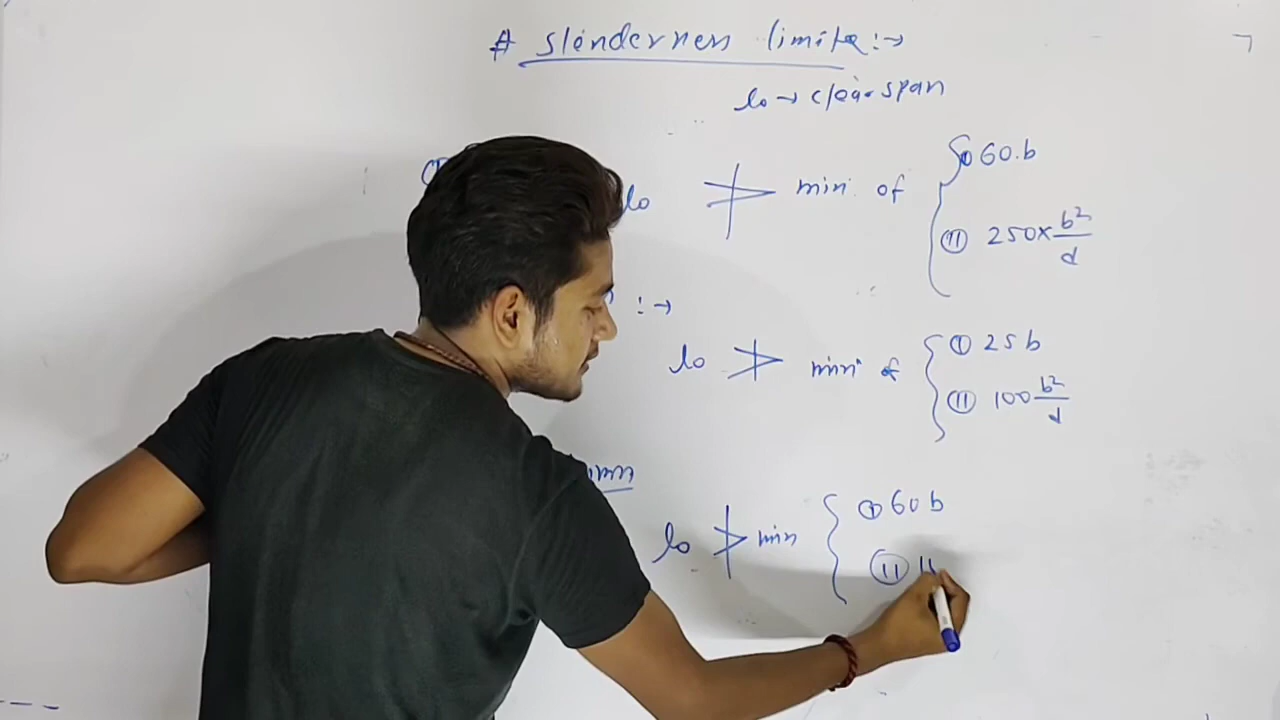 # slenderness limits :→
lo → clear span
lo ≯ min. of { ① 60.b
⑪ 250 x b²/d
:→
lo ≯ min. of { ① 25 b
⑪ 100 b²/d
lo ≯ min { ① 60 b
⑪